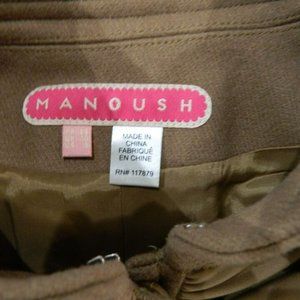 MANOUSH
MADE IN
CHINA
FABRIQUÉ
EN CHINE
RN# 117879